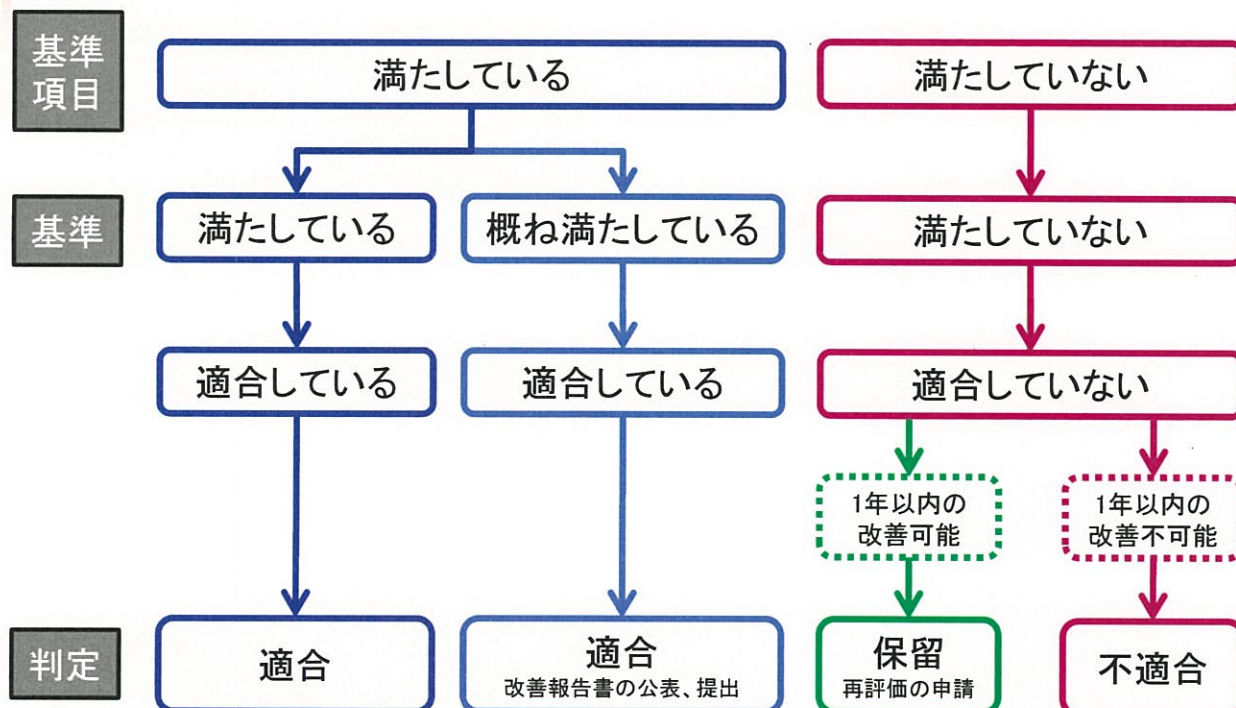 基準
項目
満たしている
満たしていない
基準
満たしている
概ね満たしている
満たしていない
適合している
適合している
適合していない
1年以内の
改善可能
1年以内の
改善不可能
判定
適合
適合
改善報告書の公表、提出
保留
再評価の申請
不適合